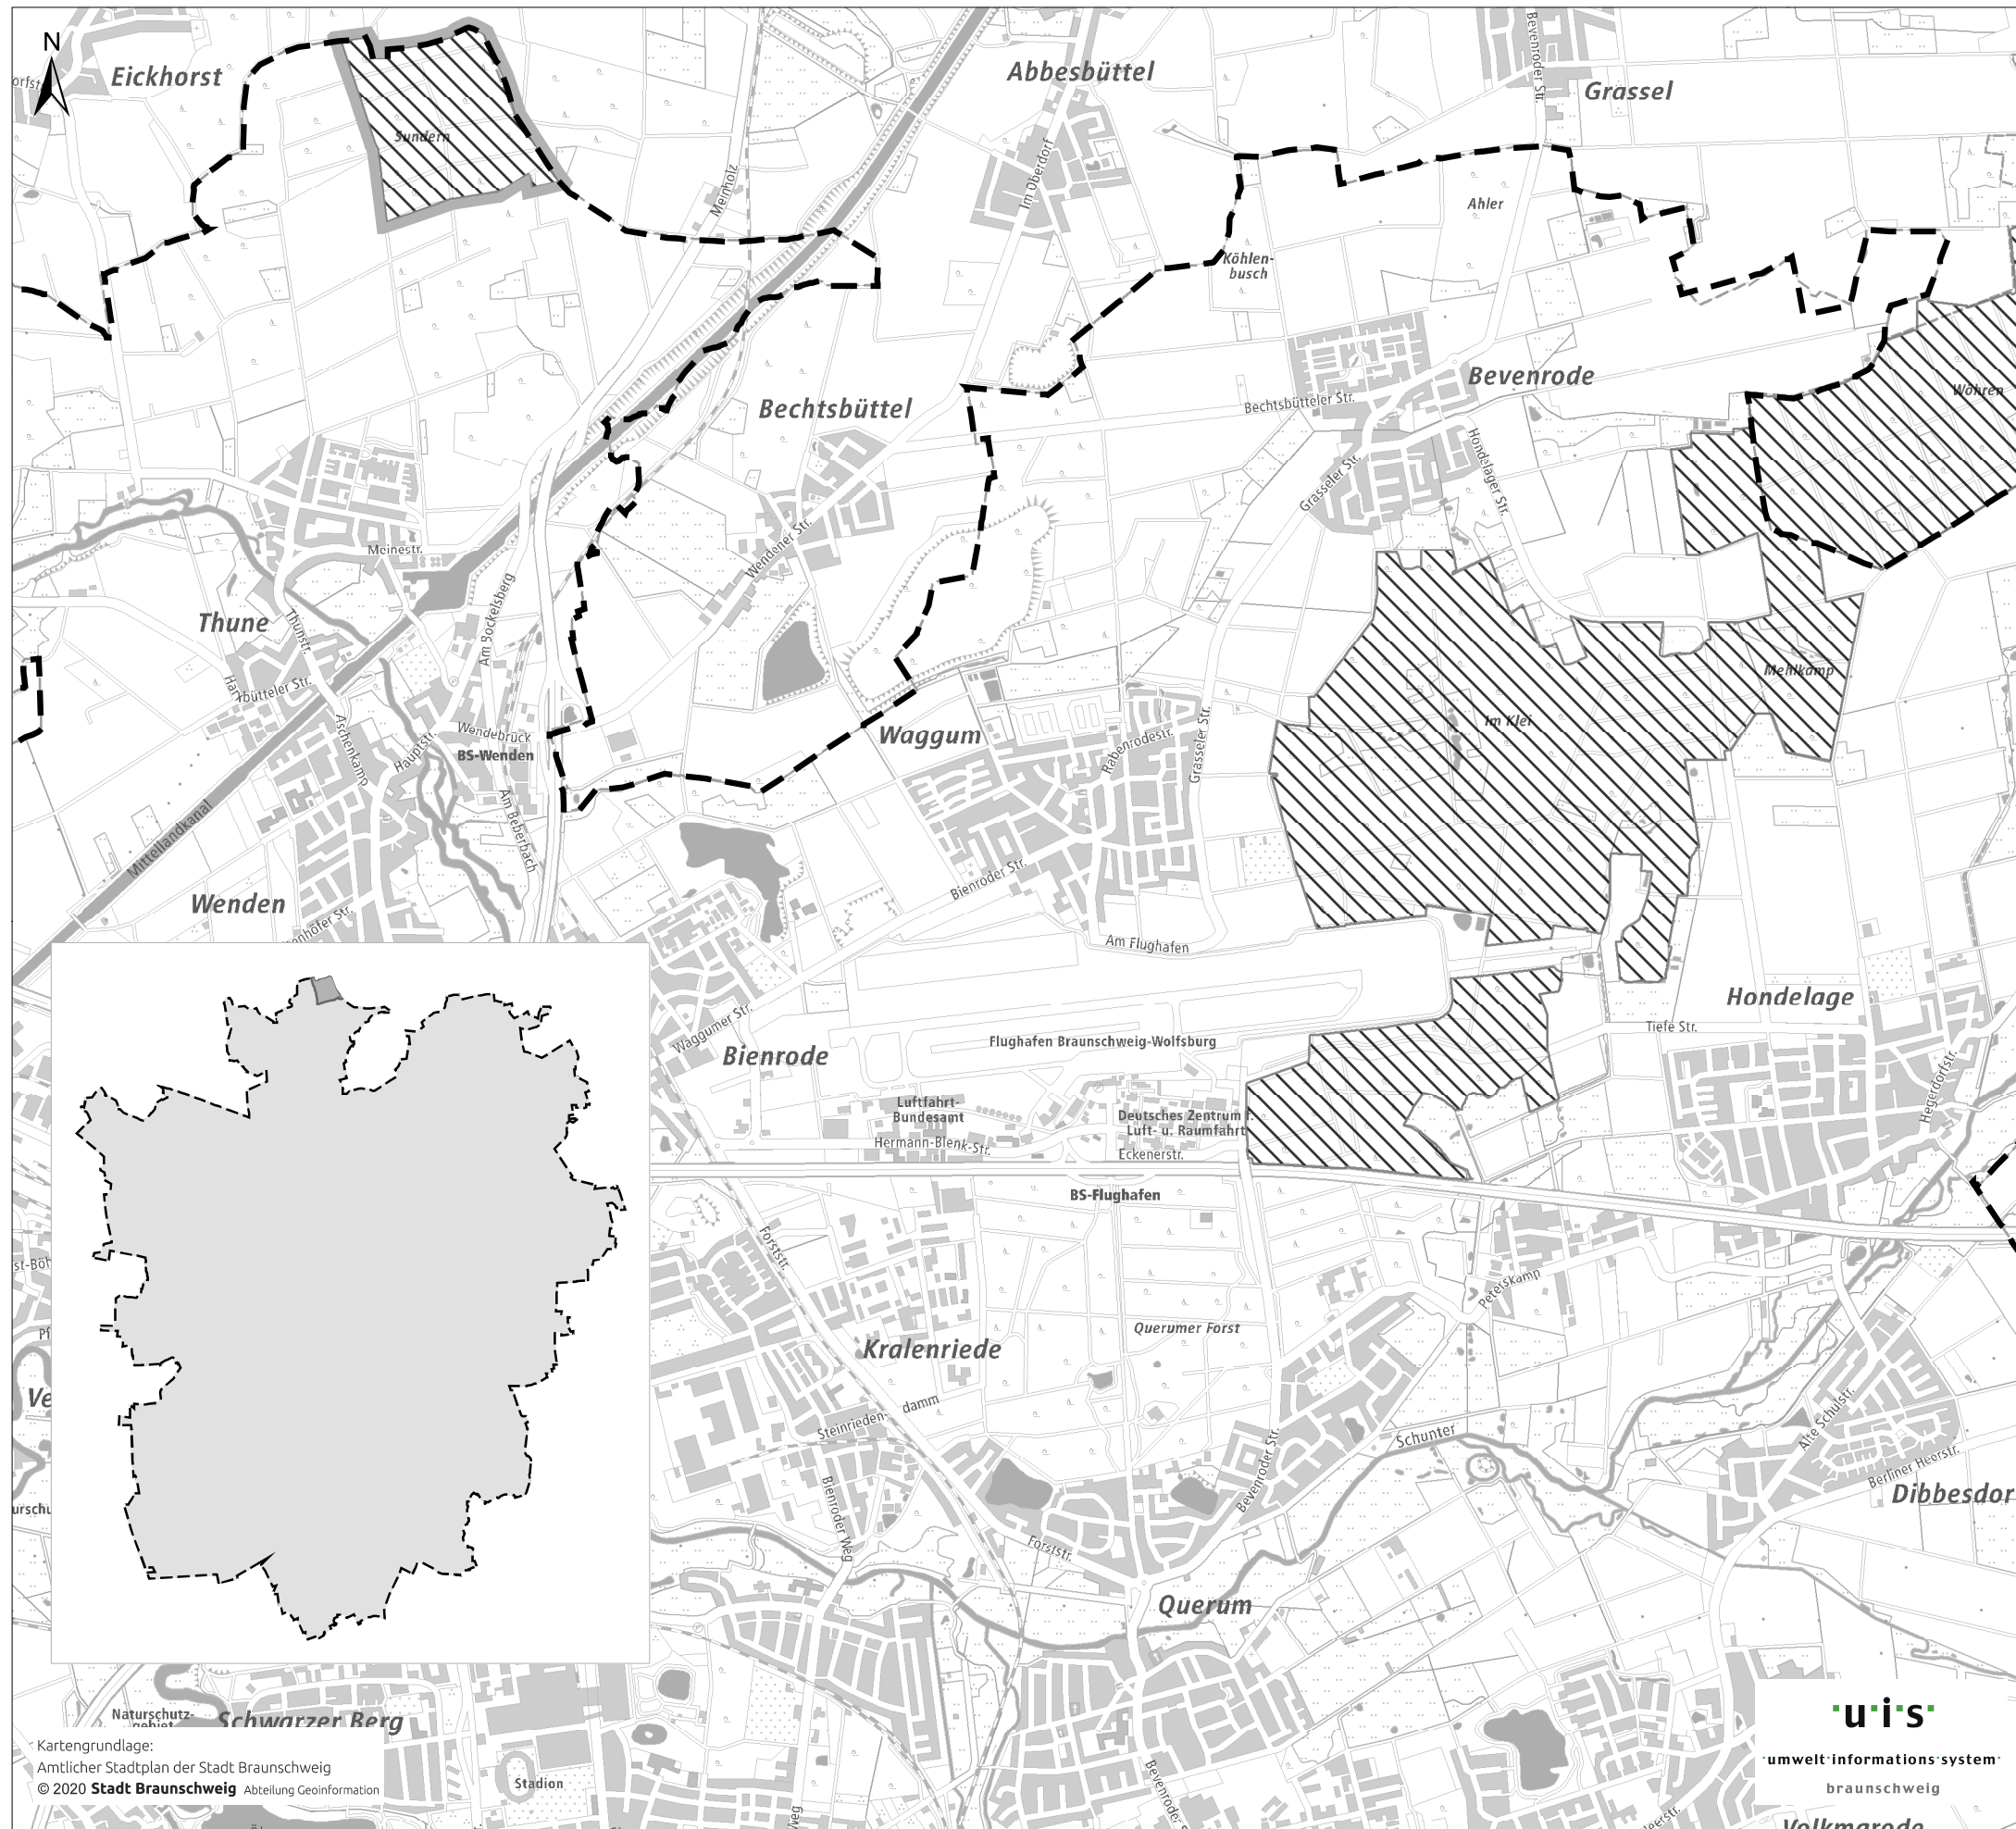 N
Eickhorst
Sundern
Abbesbüttel
Grassel
Bevenroder Str.
Meinholz
Im Oberdorf
Ahler
Köhlen-
busch
Bevenrode
Bechtsbütteler Str.
Wöhren
Bechtsbüttel
Grasseler Str.
Hondelager Str.
Wendener Str.
Meinestr.
Am Bockelsberg
Thune
Thunstr.
Harxbütteler Str.
Mehlkamp
Im Klei
Waggum
Rabenrodestr.
Grasseler Str.
Aschenkamp
Hauptstr.
Wendebrück
BS-Wenden
Am Beberbach
Mittellandkanal
Wenden
Bienroder Str.
Am Flughafen
Hondelage
Tiefe Str.
Waggumer Str.
Bienrode
Flughafen Braunschweig-Wolfsburg
Hegerdorfstr.
Luftfahrt-
Bundesamt
Deutsches Zentrum f.
Luft- u. Raumfahrt
Hermann-Blenk-Str.
Eckenerstr.
BS-Flughafen
Forststr.
Peterskamp
Querumer Forst
Kralenriede
Steinrieden-
damm
Alte Schulstr.
Schunter
Berliner Heerstr.
Dibbesdor
Bevenroder Str.
Bienroder Weg
Forststr.
Querum
Naturschutz-
gebiet
Schwarzer Berg
Stadion
Kartengrundlage:
Amtlicher Stadtplan der Stadt Braunschweig
© 2020 Stadt Braunschweig Abteilung Geoinformation
u·i·s
umwelt·informations·system
braunschweig
Volkmarode